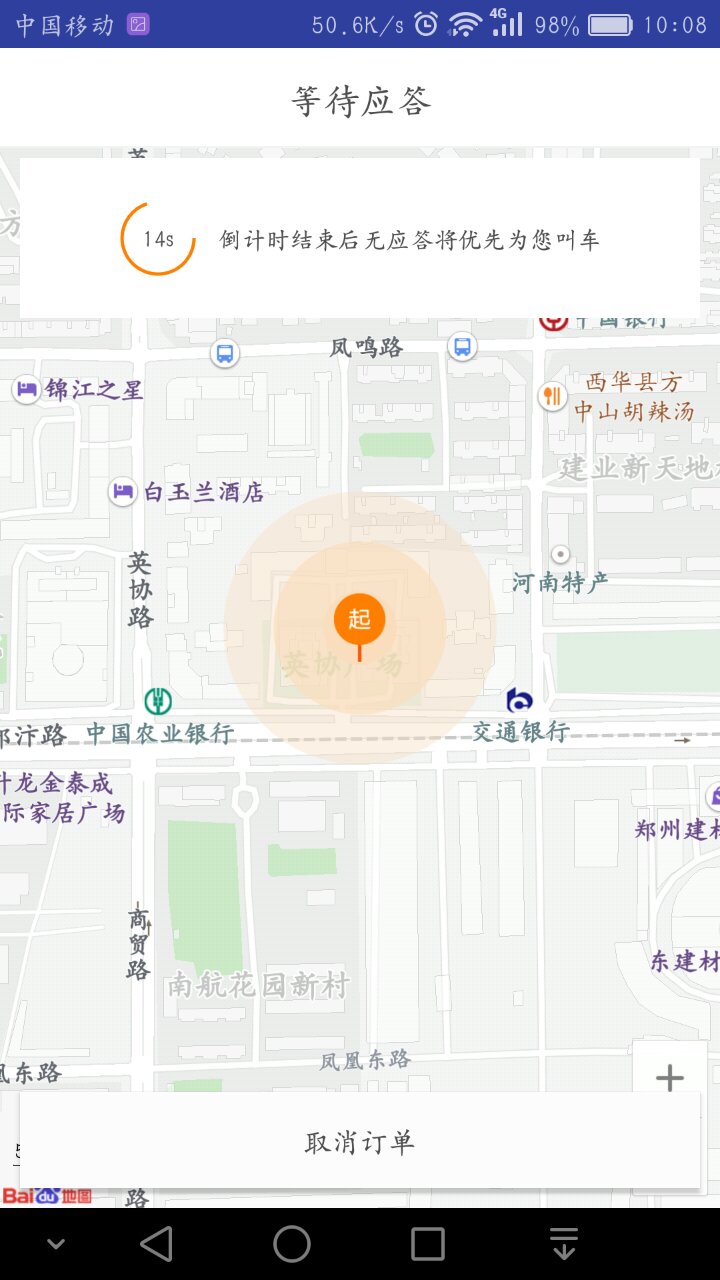 中国移动 50.6K/s 4G 98% 10:08
等待应答
英
方
14s 倒计时结束后无应答将优先为您叫车
中国银行
凤鸣路
锦江之星
西华县方
中山胡辣汤
建业新天地
白玉兰酒店
英协路
河南特产
起
英协广场
郑汴路
中国农业银行
交通银行
升龙金泰成
际家居广场
郑州建材
商贸路
东建材
南航花园新村
凤凰东路
凰东路
+
取消订单
5
Bai du 地图
路